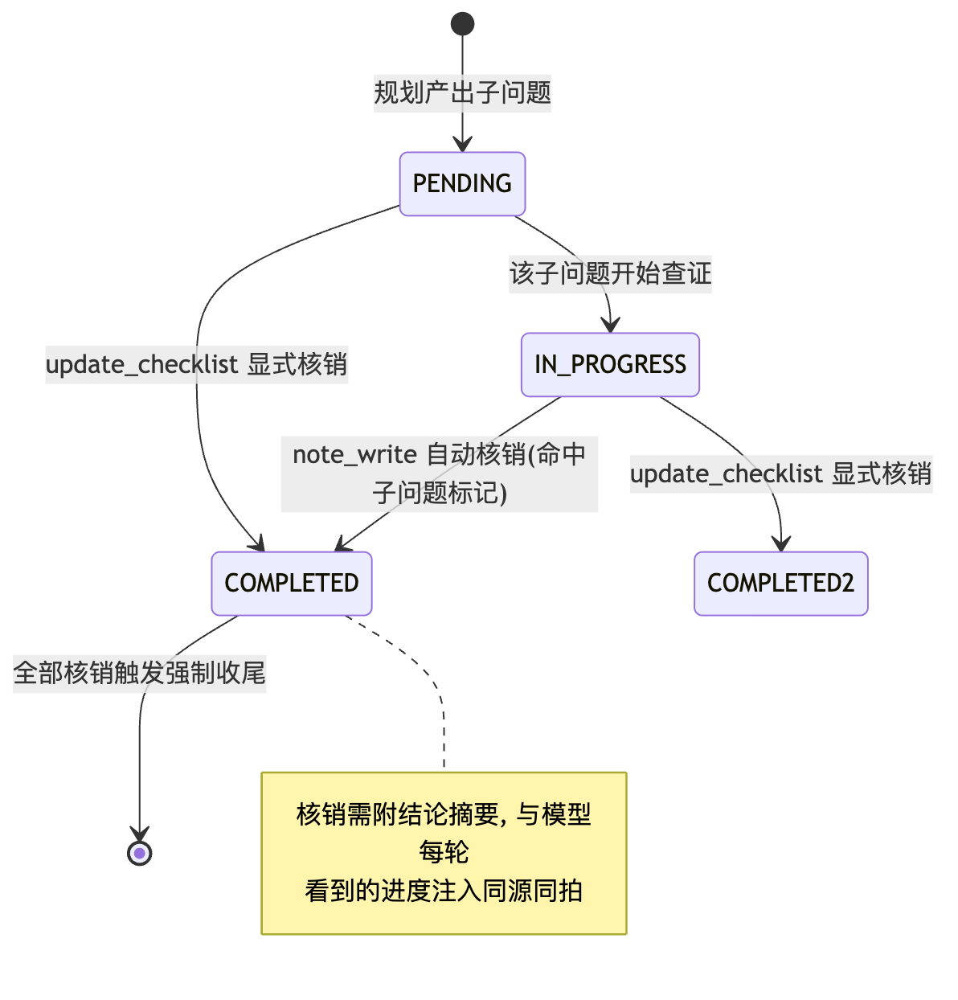 规划产出子问题
PENDING
该子问题开始查证
update_checklist 显式核销
IN_PROGRESS
note_write 自动核销(命中
子问题标记)
update_checklist 显式核销
COMPLETED
COMPLETED2
全部核销触发强制收尾
核销需附结论摘要, 与模型
每轮
看到的进度注入同源同拍